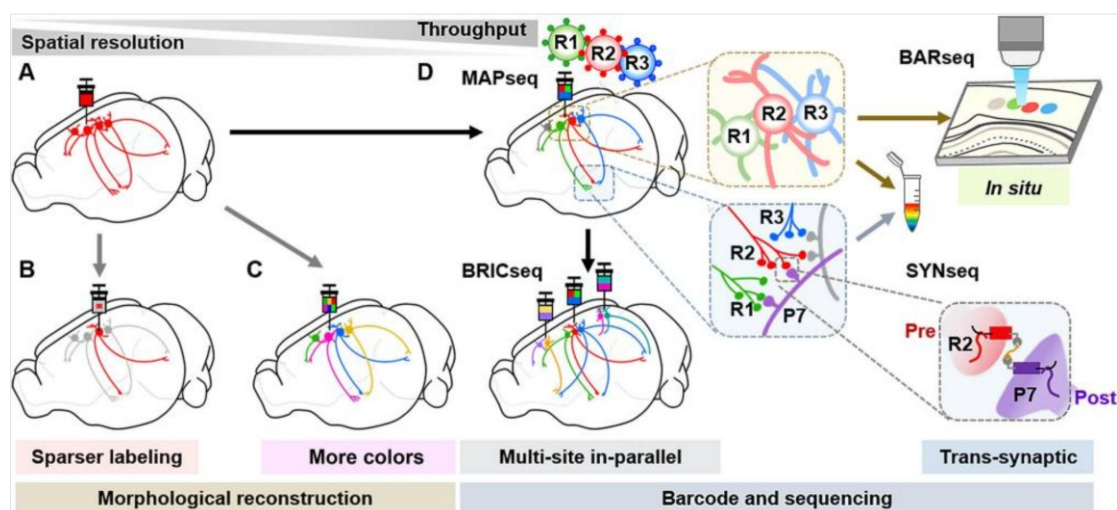 Spatial resolution
Throughput
A
D
MAPseq
R1
R2
R3
R1
R2
R3
BARseq
In situ
R3
R2
R1
P7
B
C
BRICseq
SYNseq
Pre
R2
P7
Post
Sparser labeling
More colors
Multi-site in-parallel
Trans-synaptic
Morphological reconstruction
Barcode and sequencing